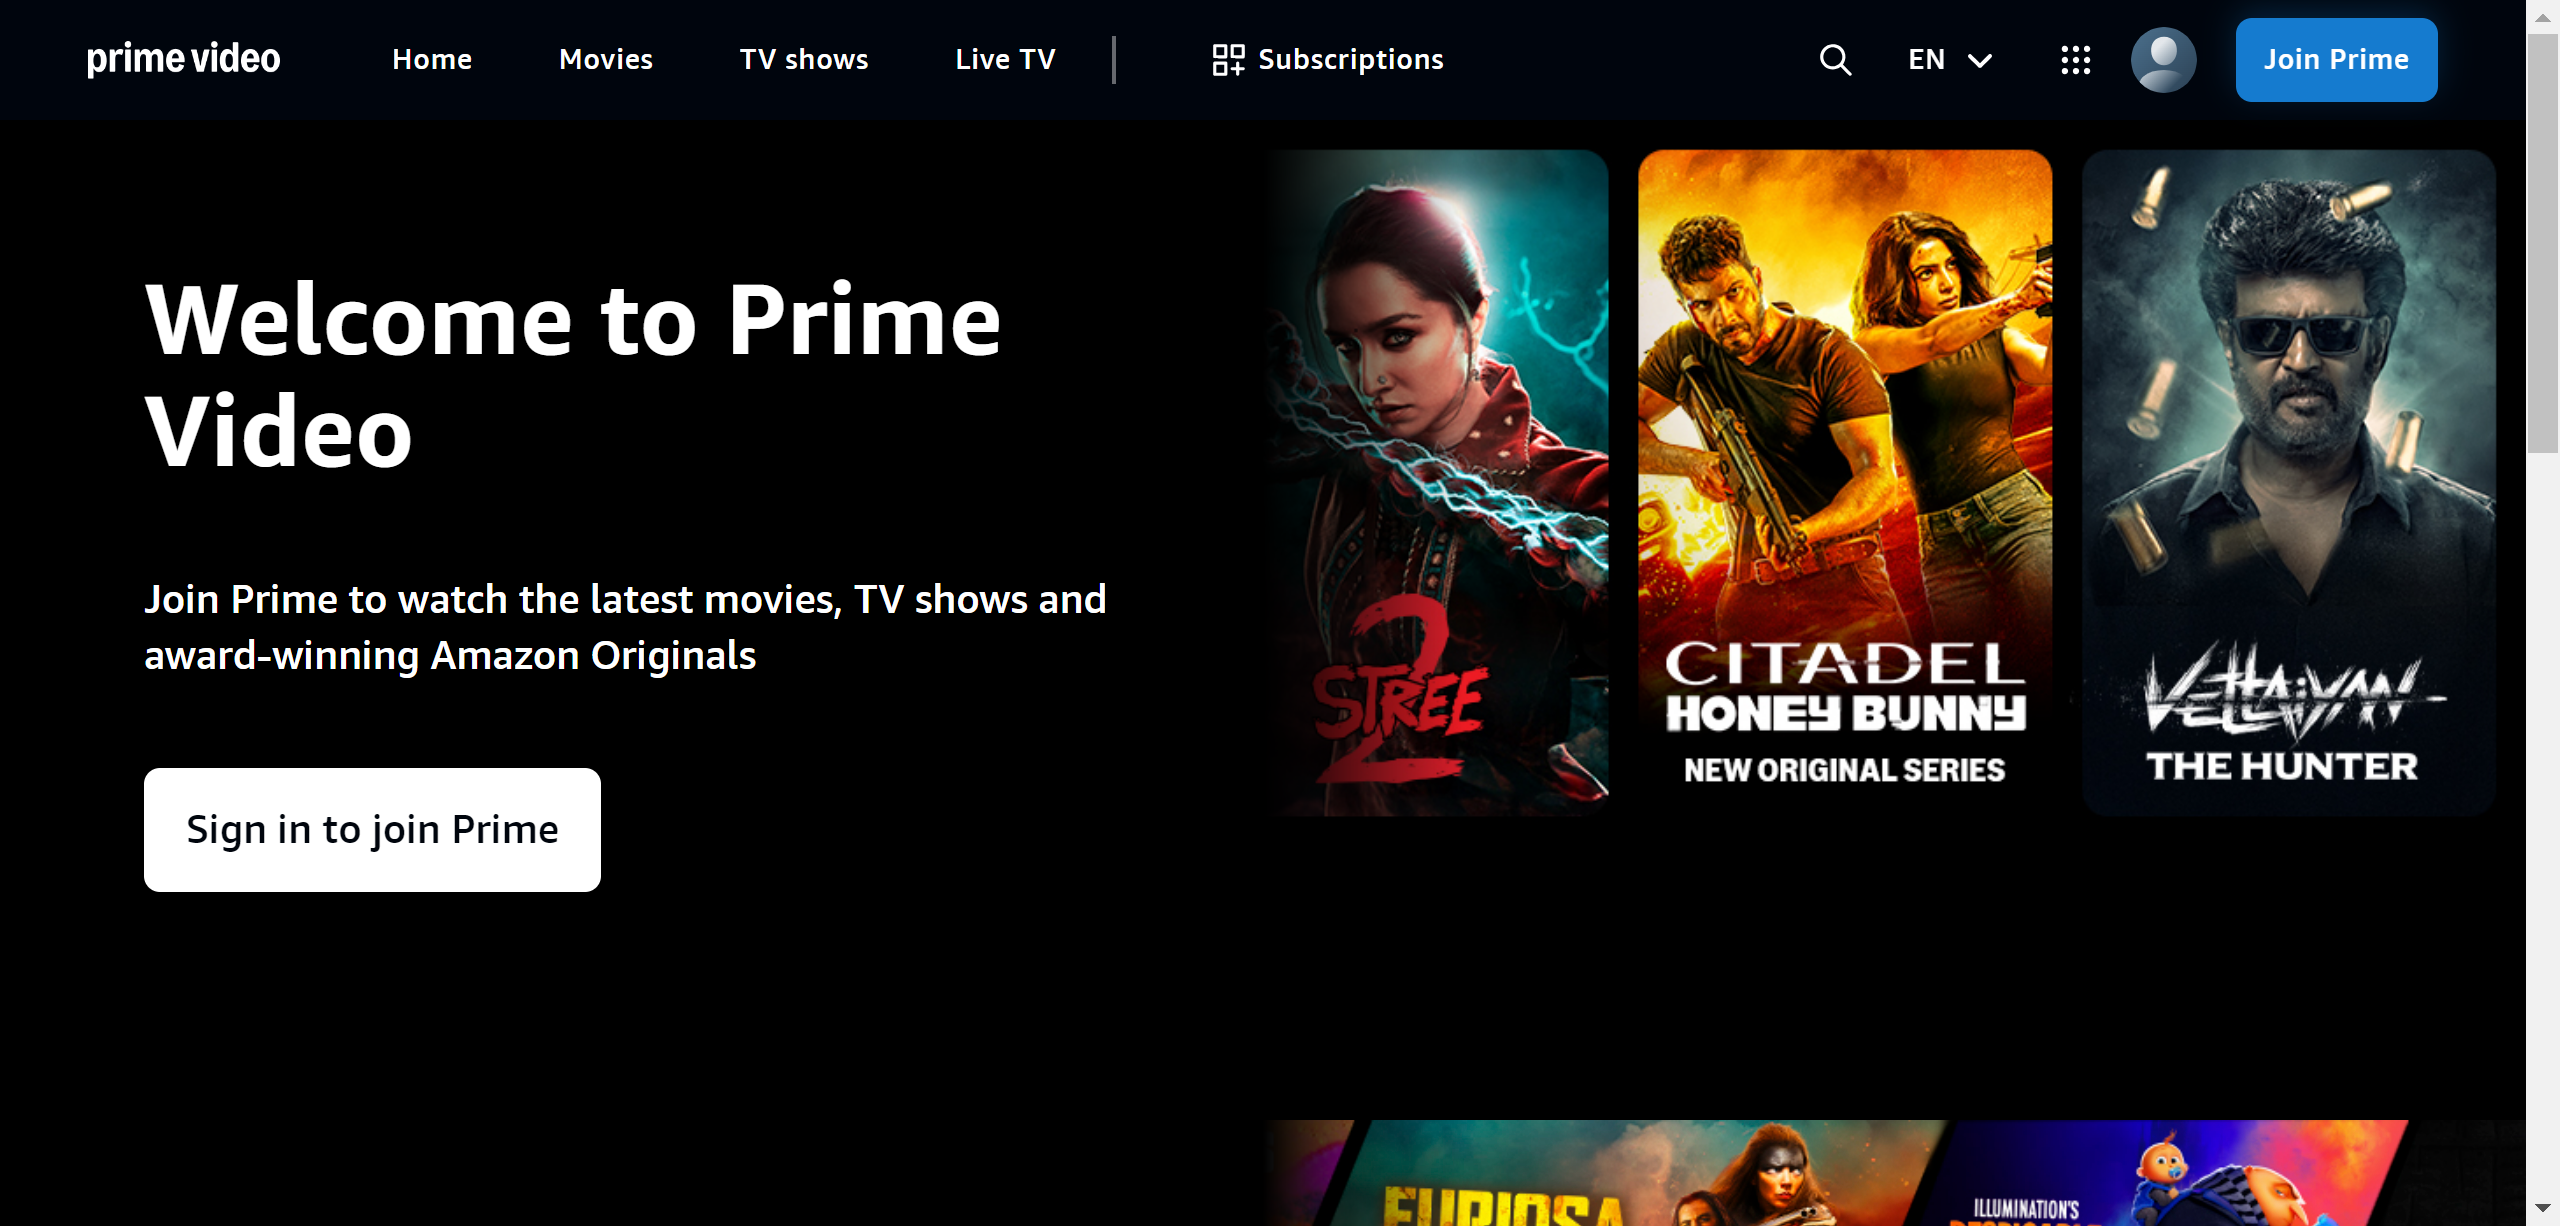 prime video
Home
Movies
TV shows
Live TV
Subscriptions
EN
Join Prime
Welcome to Prime
Video
Join Prime to watch the latest movies, TV shows and
award-winning Amazon Originals
Sign in to join Prime
STREE
2
CITADEL
HONEY BUNNY
NEW ORIGINAL SERIES
VETTAIYAN
THE HUNTER
FURIOSA
ILLUMINATION'S